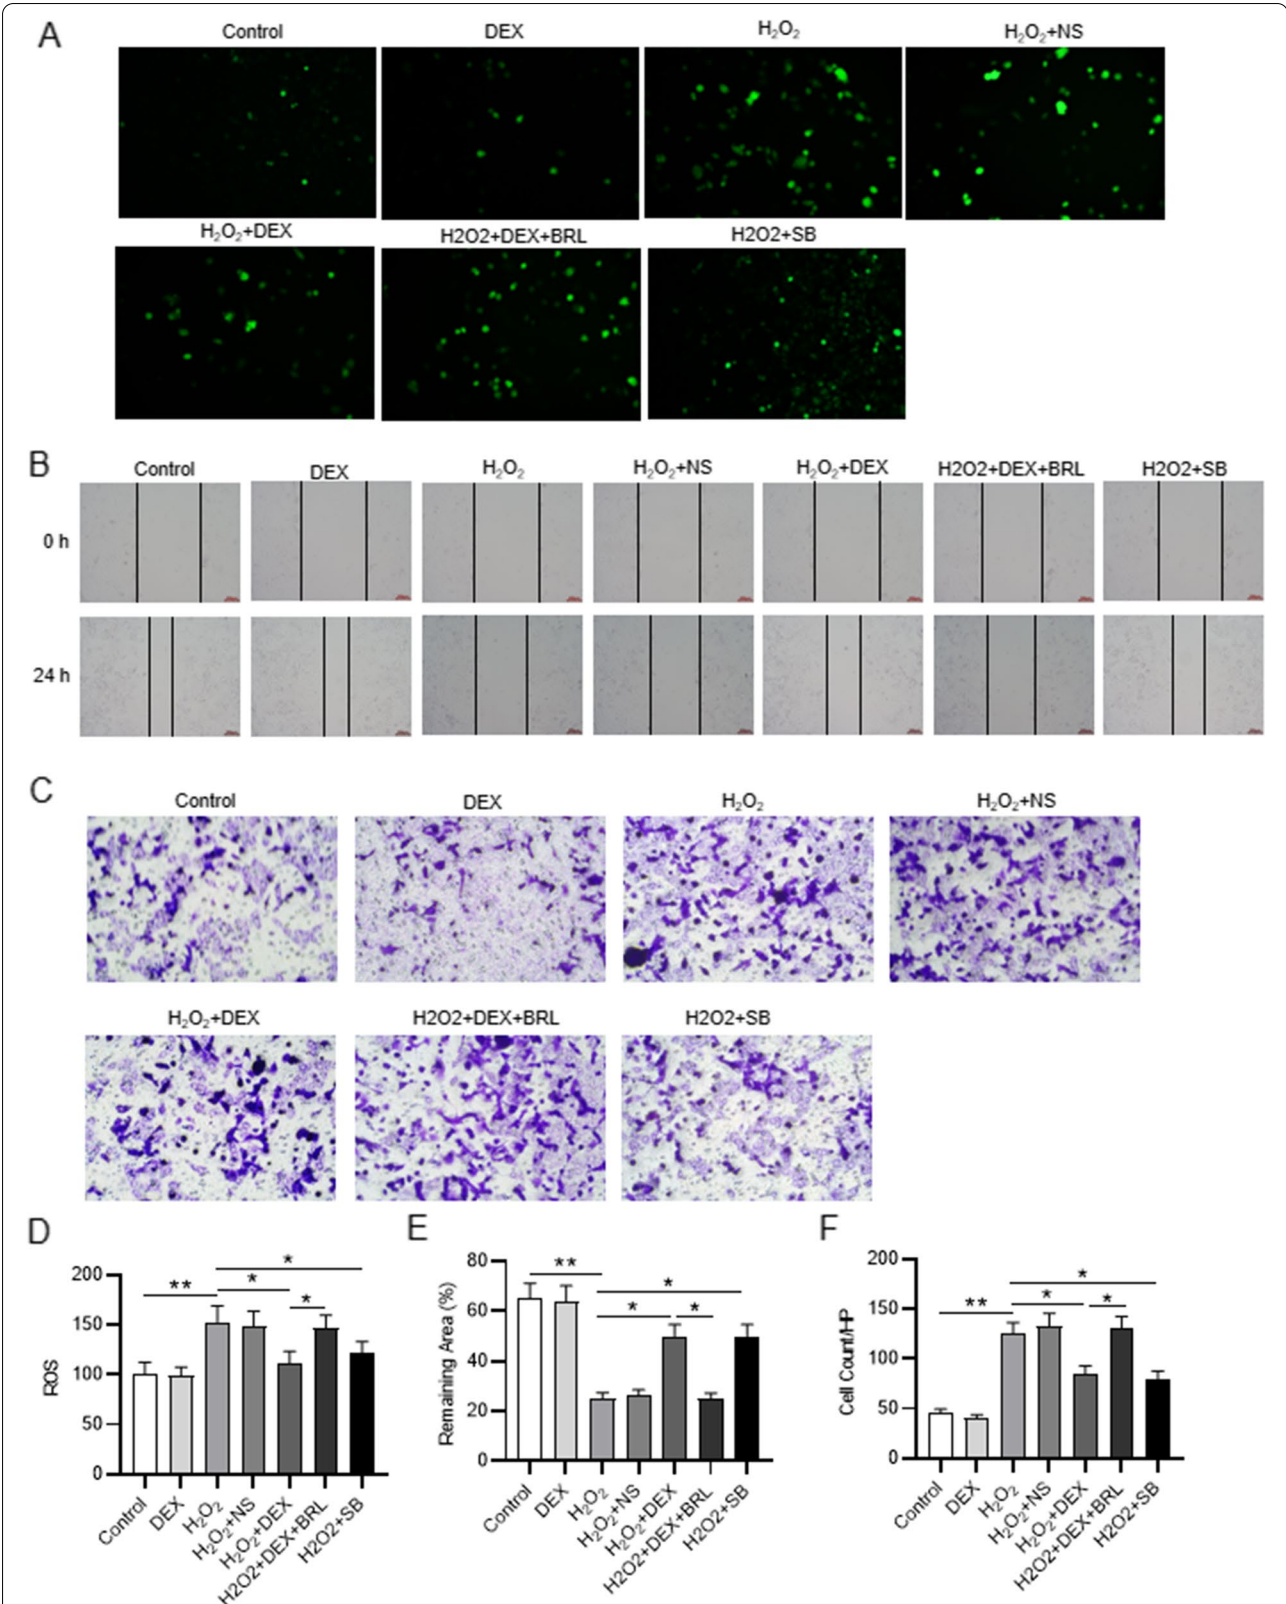 A
Control DEX H₂O₂ H₂O₂+NS
H₂O₂+DEX H2O2+DEX+BRL H2O2+SB
B
Control DEX H₂O₂ H₂O₂+NS H₂O₂+DEX H2O2+DEX+BRL H2O2+SB
0 h
24 h
C
Control DEX H₂O₂ H₂O₂+NS
H₂O₂+DEX H2O2+DEX+BRL H2O2+SB
D
ROS
200
150
100
50
0
** * * *
Control DEX H₂O₂ H₂O₂+NS H₂O₂+DEX H2O2+DEX+BRL H2O2+SB
E
Remaining Area (%)
80
60
40
20
0
** * * *
Control DEX H₂O₂ H₂O₂+NS H₂O₂+DEX H2O2+DEX+BRL H2O2+SB
F
Cell Count/HP
200
150
100
50
0
** * * *
Control DEX H₂O₂ H₂O₂+NS H₂O₂+DEX H2O2+DEX+BRL H2O2+SB